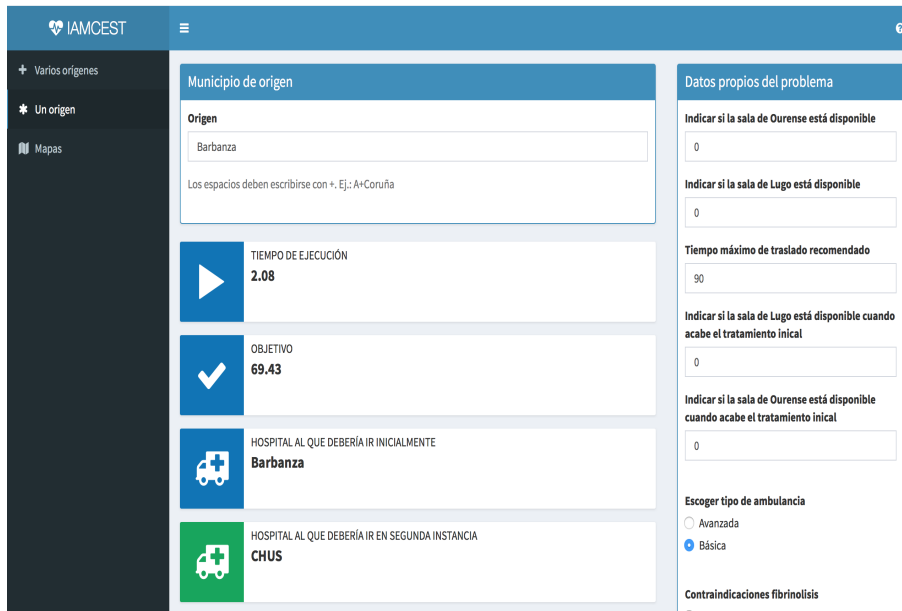 IAMCEST
Varios orígenes
Un origen
Mapas
Municipio de origen
Origen
Barbanza
Los espacios deben escribirse con +. Ej.: A+Coruña
TIEMPO DE EJECUCIÓN
2.08
OBJETIVO
69.43
HOSPITAL AL QUE DEBERÍA IR INICIALMENTE
Barbanza
HOSPITAL AL QUE DEBERÍA IR EN SEGUNDA INSTANCIA
CHUS
Datos propios del problema
Indicar si la sala de Ourense está disponible
0
Indicar si la sala de Lugo está disponible
0
Tiempo máximo de traslado recomendado
90
Indicar si la sala de Lugo está disponible cuando
acabe el tratamiento inical
0
Indicar si la sala de Ourense está disponible
cuando acabe el tratamiento inical
0
Escoger tipo de ambulancia
Avanzada
Básica
Contraindicaciones fibrinolisis